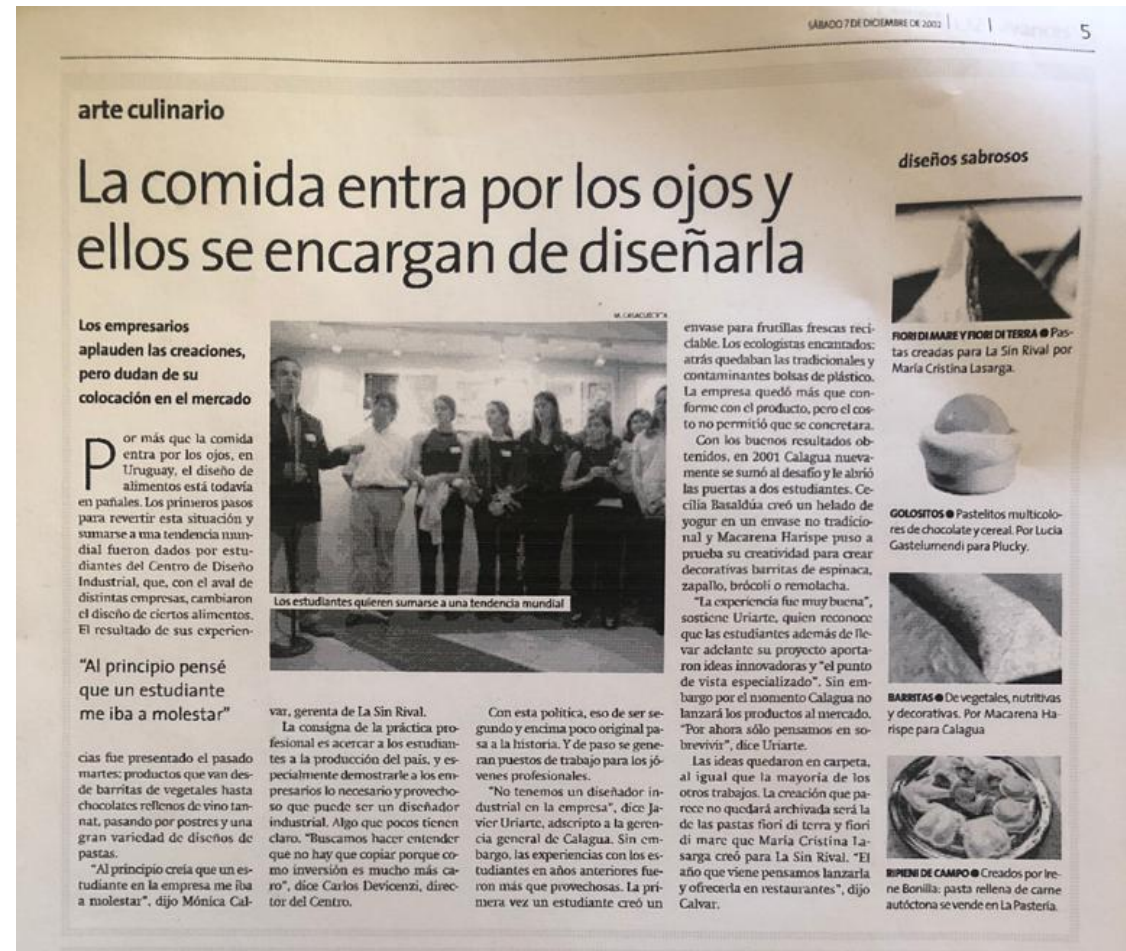 SÁBADO 7 DE DICIEMBRE DE 2002
5
arte culinario
La comida entra por los ojos y
ellos se encargan de diseñarla
Los empresarios
aplauden las creaciones,
pero dudan de su
colocación en el mercado
Por más que la comida
entra por los ojos, en
Uruguay, el diseño de
alimentos está todavía
en pañales. Los primeros pasos
para revertir esta situación y
sumarse a una tendencia mun-
dial fueron dados por estu-
diantes del Centro de Diseño
Industrial, que, con el aval de
distintas empresas, cambiaron
el diseño de ciertos alimentos.
El resultado de sus experien-
"Al principio pensé
que un estudiante
me iba a molestar"
cias fue presentado el pasado
martes: productos que van des-
de barritas de vegetales hasta
chocolates rellenos de vino tan-
nat, pasando por postres y una
gran variedad de diseños de
pastas.
"Al principio creía que un es-
tudiante en la empresa me iba
a molestar", dijo Mónica Cal-
Los estudiantes quieren sumarse a una tendencia mundial
var, gerenta de La Sin Rival.
La consigna de la práctica pro-
fesional es acercar a los estudian-
tes a la producción del país, y es-
pecialmente demostrarle a los em-
presarios lo necesario y provecho-
so que puede ser un diseñador
industrial. Algo que pocos tienen
claro. "Buscamos hacer entender
que no hay que copiar porque co-
mo inversión es mucho más ca-
ro", dice Carlos Devicenzi, direc-
tor del Centro.
Con esta política, eso de ser se-
gundo y encima poco original pa-
sa a la historia. Y de paso se gene-
ran puestos de trabajo para los jó-
venes profesionales.
"No tenemos un diseñador in-
dustrial en la empresa", dice Ja-
vier Uriarte, adscripto a la geren-
cia general de Calagua. Sin em-
bargo, las experiencias con los es-
tudiantes en años anteriores fue-
ron más que provechosas. La pri-
mera vez un estudiante creó un
envase para frutillas frescas reci-
clable. Los ecologistas encantados:
atrás quedaban las tradicionales y
contaminantes bolsas de plástico.
La empresa quedó más que con-
forme con el producto, pero el cos-
to no permitió que se concretara.
Con los buenos resultados ob-
tenidos, en 2001 Calagua nueva-
mente se sumó al desafío y le abrió
las puertas a dos estudiantes. Ce-
cilia Basaldúa creó un helado de
yogur en un envase no tradicio-
nal y Macarena Harispe puso a
prueba su creatividad para crear
decorativas barritas de espinaca,
zapallo, brócoli o remolacha.
"La experiencia fue muy buena",
sostiene Uriarte, quien reconoce
que las estudiantes además de lle-
var adelante su proyecto aporta-
ron ideas innovadoras y "el punto
de vista especializado". Sin em-
bargo por el momento Calagua no
lanzará los productos al mercado.
"Por ahora sólo pensamos en so-
brevivir", dice Uriarte.
Las ideas quedaron en carpeta,
al igual que la mayoría de los
otros trabajos. La creación que pa-
rece no quedará archivada será la
de las pastas fiori di terra y fiori
di mare que María Cristina La-
sarga creó para La Sin Rival. "El
año que viene pensamos lanzarla
y ofrecerla en restaurantes", dijo
Calvar.
diseños sabrosos
FIORI DI MARE Y FIORI DI TERRA ● Pas-
tas creadas para La Sin Rival por
María Cristina Lasarga.
GOLOSITOS ● Pastelitos multicolo-
res de chocolate y cereal. Por Lucía
Gastelumendi para Plucky.
BARRITAS ● De vegetales, nutritivas
y decorativas. Por Macarena Ha-
rispe para Calagua
RIPIENI DE CAMPO ● Creados por Ire-
ne Bonilla: pasta rellena de carne
autóctona se vende en La Pastería.